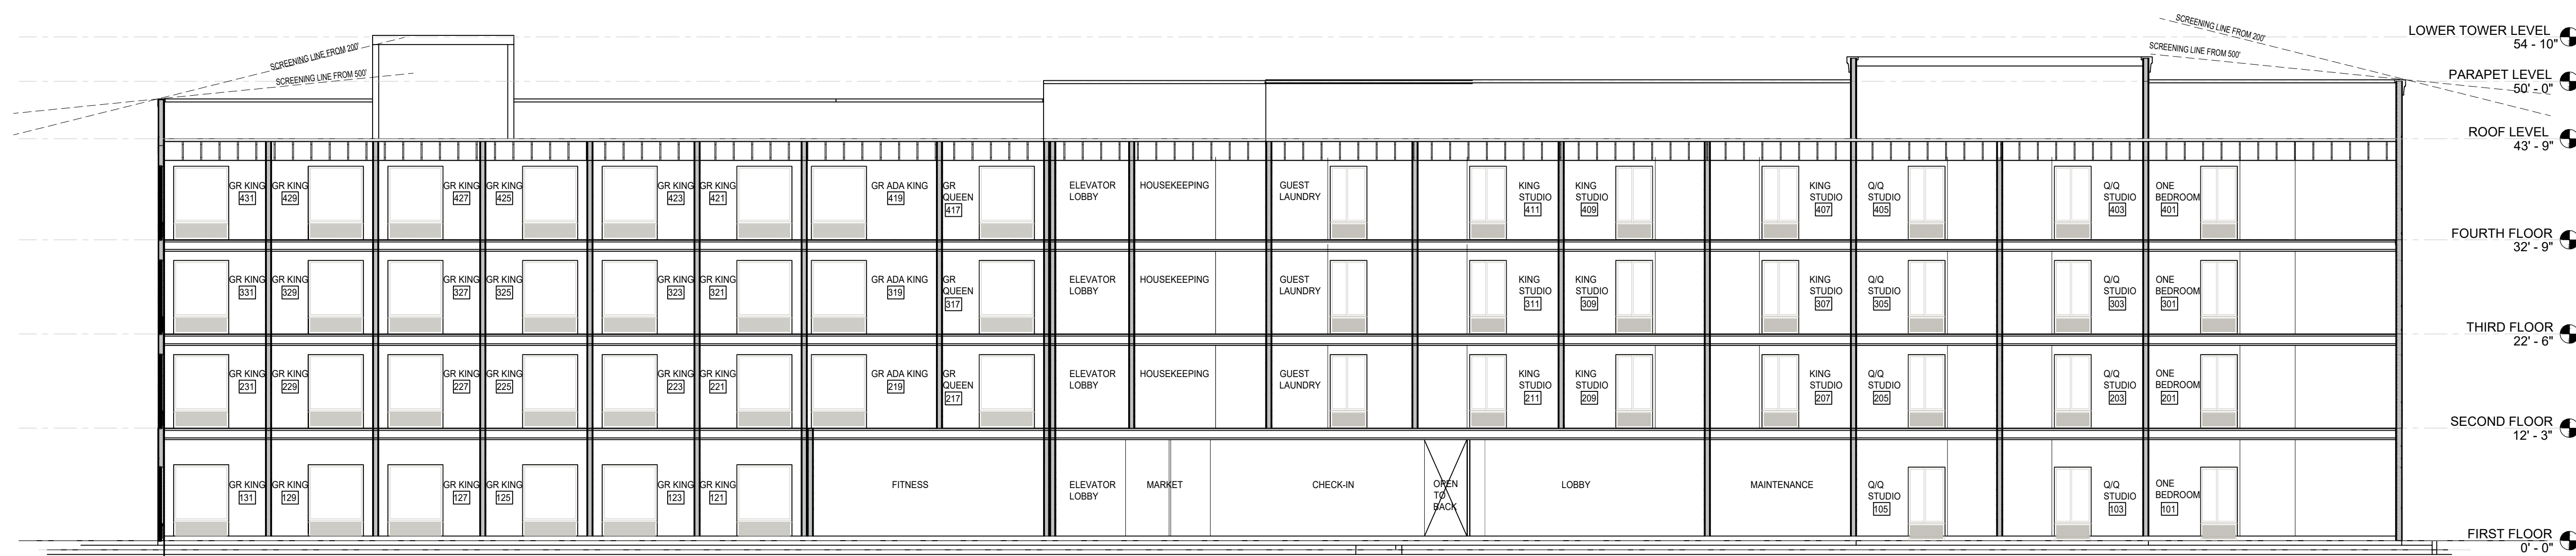 SCREENING LINE FROM 200'
SCREENING LINE FROM 500'
SCREENING LINE FROM 200'
SCREENING LINE FROM 500'
LOWER TOWER LEVEL
54 - 10"
PARAPET LEVEL
50' - 0"
ROOF LEVEL
43' - 9"
GR KING
431
GR KING
429
GR KING
427
GR KING
425
GR KING
423
GR KING
421
GR ADA KING
419
GR
QUEEN
417
ELEVATOR
LOBBY
HOUSEKEEPING
GUEST
LAUNDRY
KING
STUDIO
411
KING
STUDIO
409
KING
STUDIO
407
Q/Q
STUDIO
405
Q/Q
STUDIO
403
ONE
BEDROOM
401
FOURTH FLOOR
32' - 9"
GR KING
331
GR KING
329
GR KING
327
GR KING
325
GR KING
323
GR KING
321
GR ADA KING
319
GR
QUEEN
317
ELEVATOR
LOBBY
HOUSEKEEPING
GUEST
LAUNDRY
KING
STUDIO
311
KING
STUDIO
309
KING
STUDIO
307
Q/Q
STUDIO
305
Q/Q
STUDIO
303
ONE
BEDROOM
301
THIRD FLOOR
22' - 6"
GR KING
231
GR KING
229
GR KING
227
GR KING
225
GR KING
223
GR KING
221
GR ADA KING
219
GR
QUEEN
217
ELEVATOR
LOBBY
HOUSEKEEPING
GUEST
LAUNDRY
KING
STUDIO
211
KING
STUDIO
209
KING
STUDIO
207
Q/Q
STUDIO
205
Q/Q
STUDIO
203
ONE
BEDROOM
201
SECOND FLOOR
12' - 3"
GR KING
131
GR KING
129
GR KING
127
GR KING
125
GR KING
123
GR KING
121
FITNESS
ELEVATOR
LOBBY
MARKET
CHECK-IN
OPEN
TO
BACK
LOBBY
MAINTENANCE
Q/Q
STUDIO
105
Q/Q
STUDIO
103
ONE
BEDROOM
101
FIRST FLOOR
0' - 0"